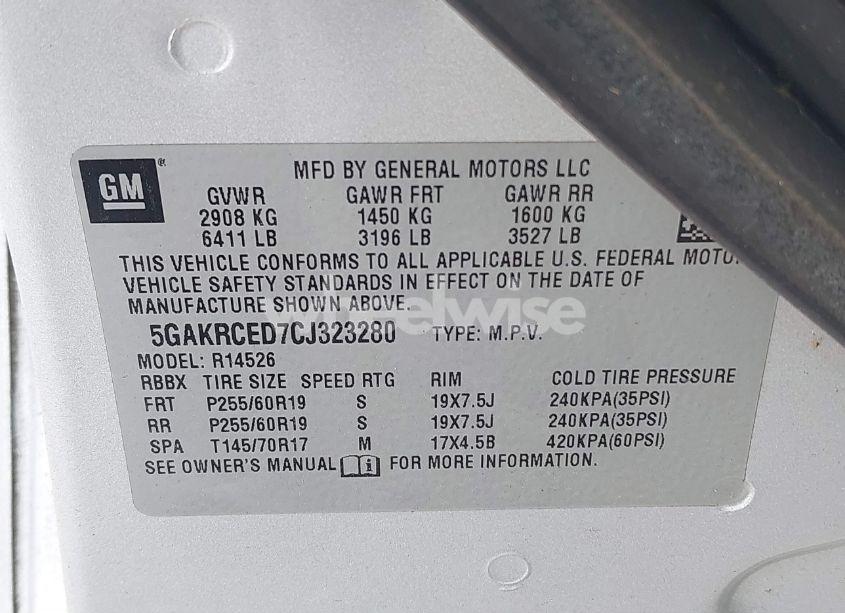 GM
MFD BY GENERAL MOTORS LLC
GVWR GAWR FRT GAWR RR
2908 KG 1450 KG 1600 KG
6411 LB 3196 LB 3527 LB
THIS VEHICLE CONFORMS TO ALL APPLICABLE U.S. FEDERAL MOTO
VEHICLE SAFETY STANDARDS IN EFFECT ON THE DATE OF
MANUFACTURE SHOWN ABOVE.
wheelwise
5GAKRCED7CJ323280 TYPE: M.P.V.
MODEL: R14526
RBBX TIRE SIZE SPEED RTG RIM COLD TIRE PRESSURE
FRT P255/60R19 S 19X7.5J 240KPA(35PSI)
RR P255/60R19 S 19X7.5J 240KPA(35PSI)
SPA T145/70R17 M 17X4.5B 420KPA(60PSI)
SEE OWNER'S MANUAL FOR MORE INFORMATION.